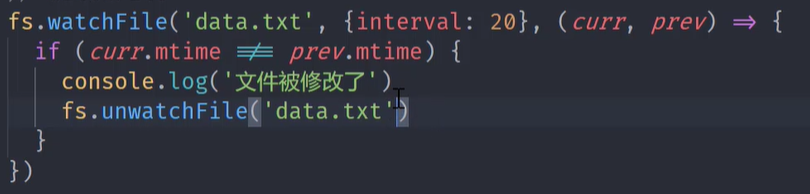 fs.watchFile('data.txt', {interval: 20}, (curr, prev) => {
  if (curr.mtime !== prev.mtime) {
    console.log('文件被修改了')
    fs.unwatchFile('data.txt')
  }
})